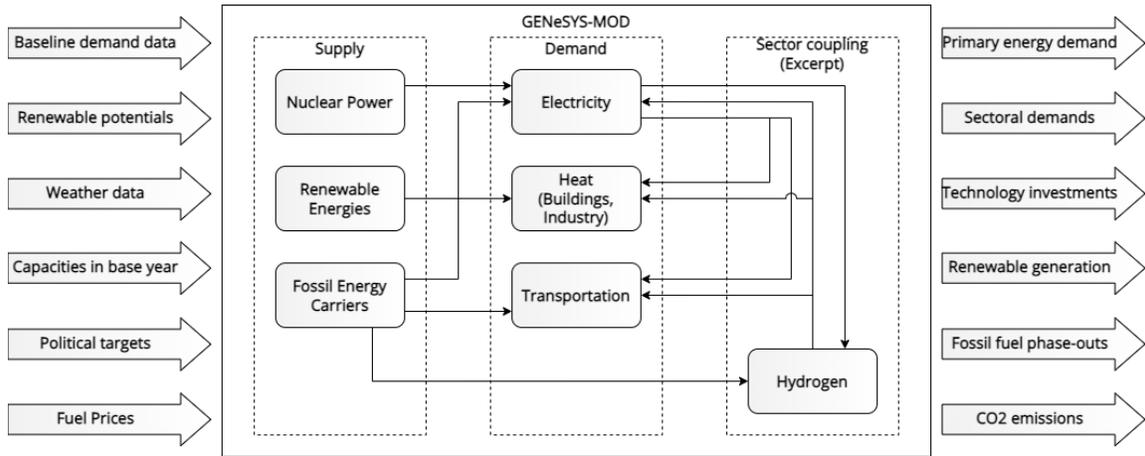 Baseline demand data
Renewable potentials
Weather data
Capacities in base year
Political targets
Fuel Prices
GENeSYS-MOD
Supply
Nuclear Power
Renewable
Energies
Fossil Energy
Carriers
Demand
Electricity
Heat
(Buildings,
Industry)
Transportation
Sector coupling
(Excerpt)
Hydrogen
Primary energy demand
Sectoral demands
Technology investments
Renewable generation
Fossil fuel phase-outs
CO2 emissions